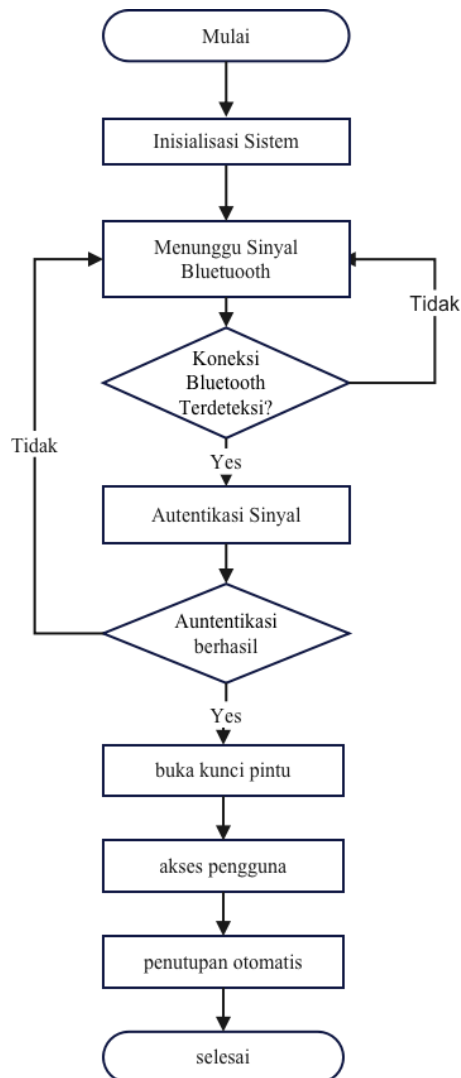 Mulai
Inisialisasi Sistem
Menunggu Sinyal
Bluetuooth
Tidak
Koneksi
Bluetooth
Terdeteksi?
Tidak
Yes
Autentikasi Sinyal
Auntentikasi
berhasil
Yes
buka kunci pintu
akses pengguna
penutupan otomatis
selesai